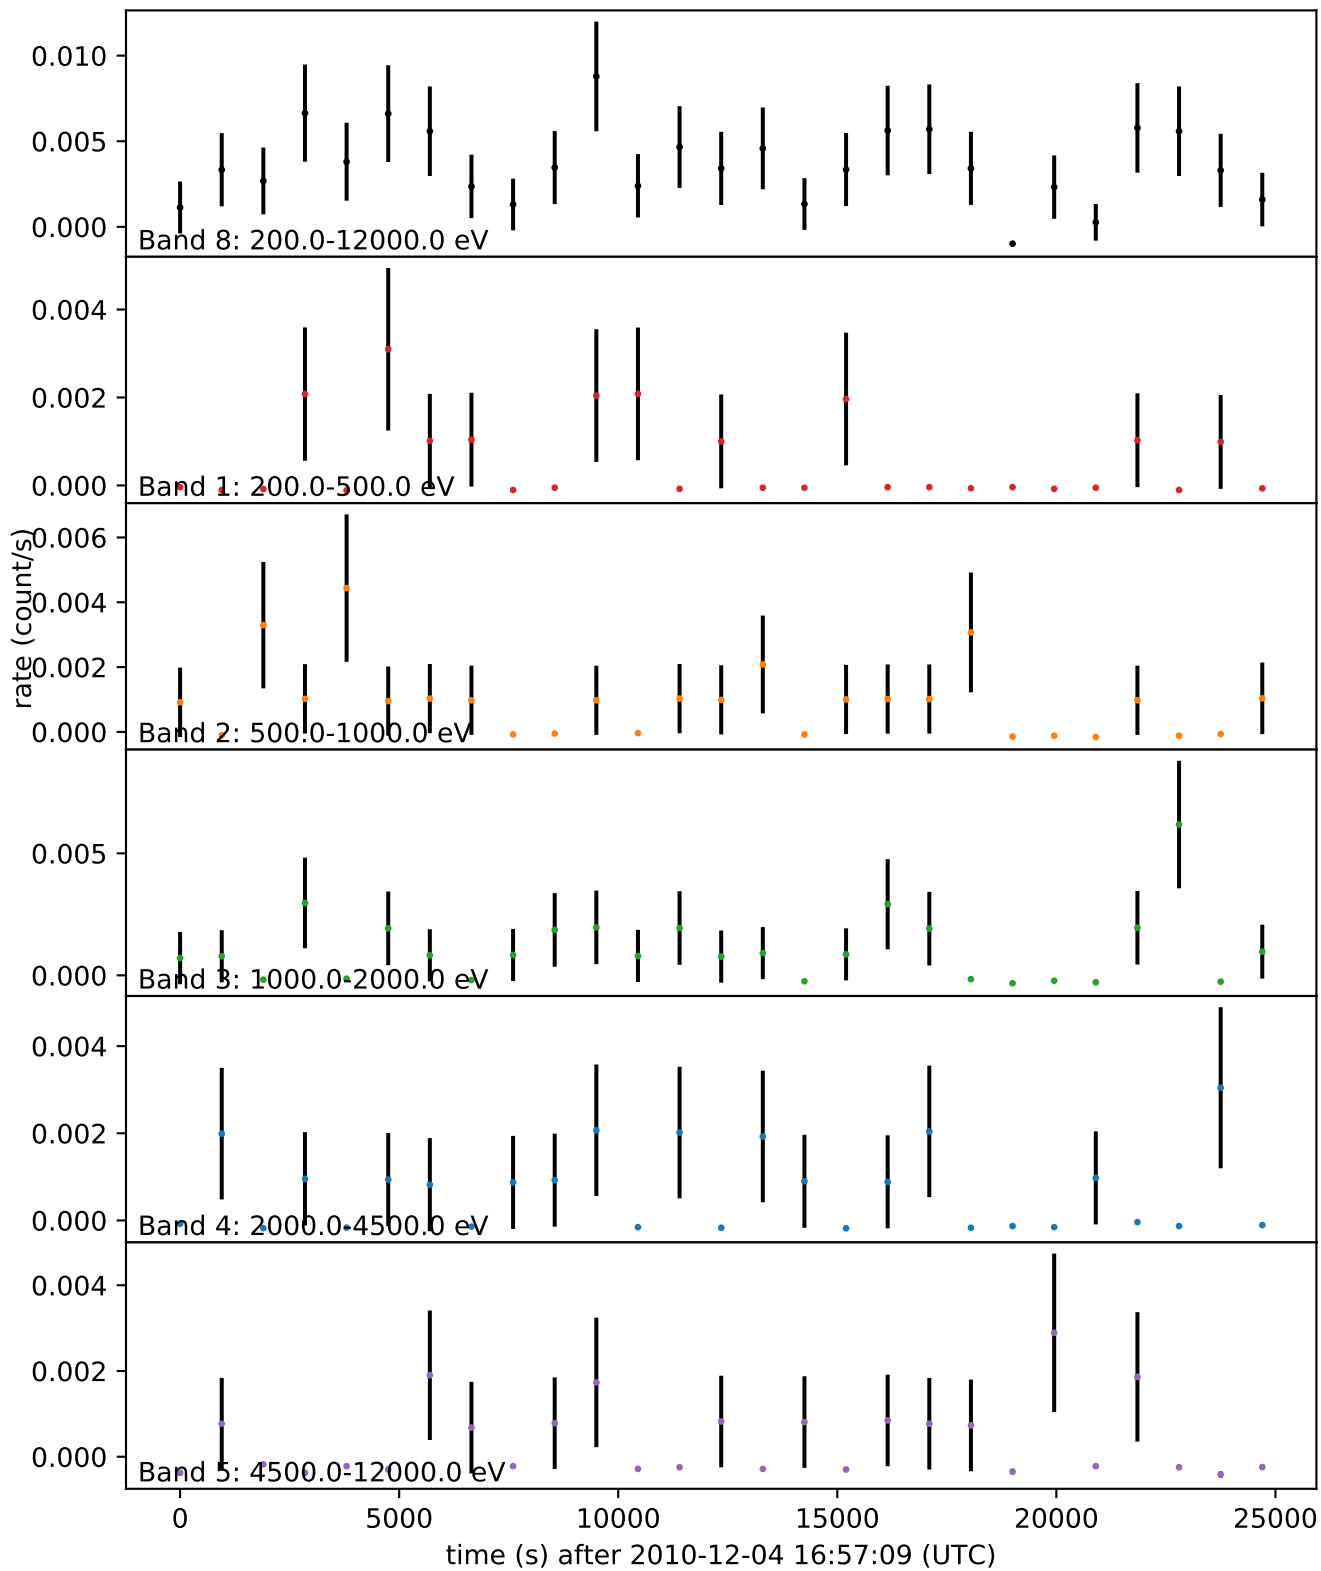 0.010
0.005
0.000
Band 8: 200.0-12000.0 eV
0.004
0.002
0.000
Band 1: 200.0-500.0 eV
rate (count/s)
0.006
0.004
0.002
0.000
Band 2: 500.0-1000.0 eV
0.005
0.000
Band 3: 1000.0-2000.0 eV
0.004
0.002
0.000
Band 4: 2000.0-4500.0 eV
0.004
0.002
0.000
Band 5: 4500.0-12000.0 eV
0 5000 10000 15000 20000 25000
time (s) after 2010-12-04 16:57:09 (UTC)